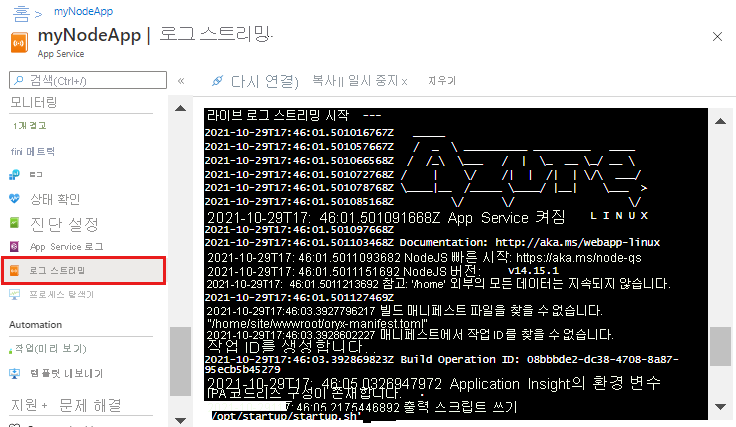 홈 > myNodeApp
myNodeApp | 로그 스트리밍.
App Service
검색(Ctrl+/) «
다시 연결) 복사|| 일시 중지 x 지우기
모니터링
1개 경고
fini 메트릭
로그
상태 확인
진단 설정
App Service 로그
로그 스트리밍
프로세스 탐색기
Automation
작업(미리 보기)
템플릿 내보내기
지원 + 문제 해결
라이브 로그 스트리밍 시작 ---
2021-10-29T17:46:01.501016767Z
2021-10-29T17:46:01.501057667Z
2021-10-29T17:46:01.501066568Z
2021-10-29T17:46:01.501072768Z
2021-10-29T17:46:01.501078768Z
2021-10-29T17:46:01.501085168Z
2021-10-29T17: 46:01.501091668Z App Service 켜짐 LINUX
2021-10-29T17:46:01.501097668Z
2021-10-29T17:46:01.501103468Z Documentation: http://aka.ms/webapp-linux
2021-10-29T17:46:01.5011093682 NodeJS 빠른 시작: https://aka.ms/node-qs
2021-10-29T17:46:01.5011151692 NodeJS 버전: v14.15.1
2021-10-29T17: 46:01.5011213692 참고: '/home' 외부의 모든 데이터는 지속되지 않습니다.
2021-10-29T17:46:01.501127469Z
2021-10-29T17:46:03.3927796217 빌드 매니페스트 파일을 찾을 수 없습니다.
"/home/site/wwwroot/oryx-manifest.toml"
2021-10-29T17:46:03.3928602227 매니페스트에서 작업 ID를 찾을 수 없습니다.
작업 ID를 생성합니다..
2021-10-29T17:46:03.392869823Z Build Operation ID: 08bbbde2-dc38-4708-8a87-
95ecb5b45279
2021-10-29T17: 46:05.0326947972 Application Insight의 환경 변수
IPA 코드리스 구성이 존재합니다.
7:46:05.2175446892 출력 스크립트 쓰기
'/opt/startup/startup.sh'